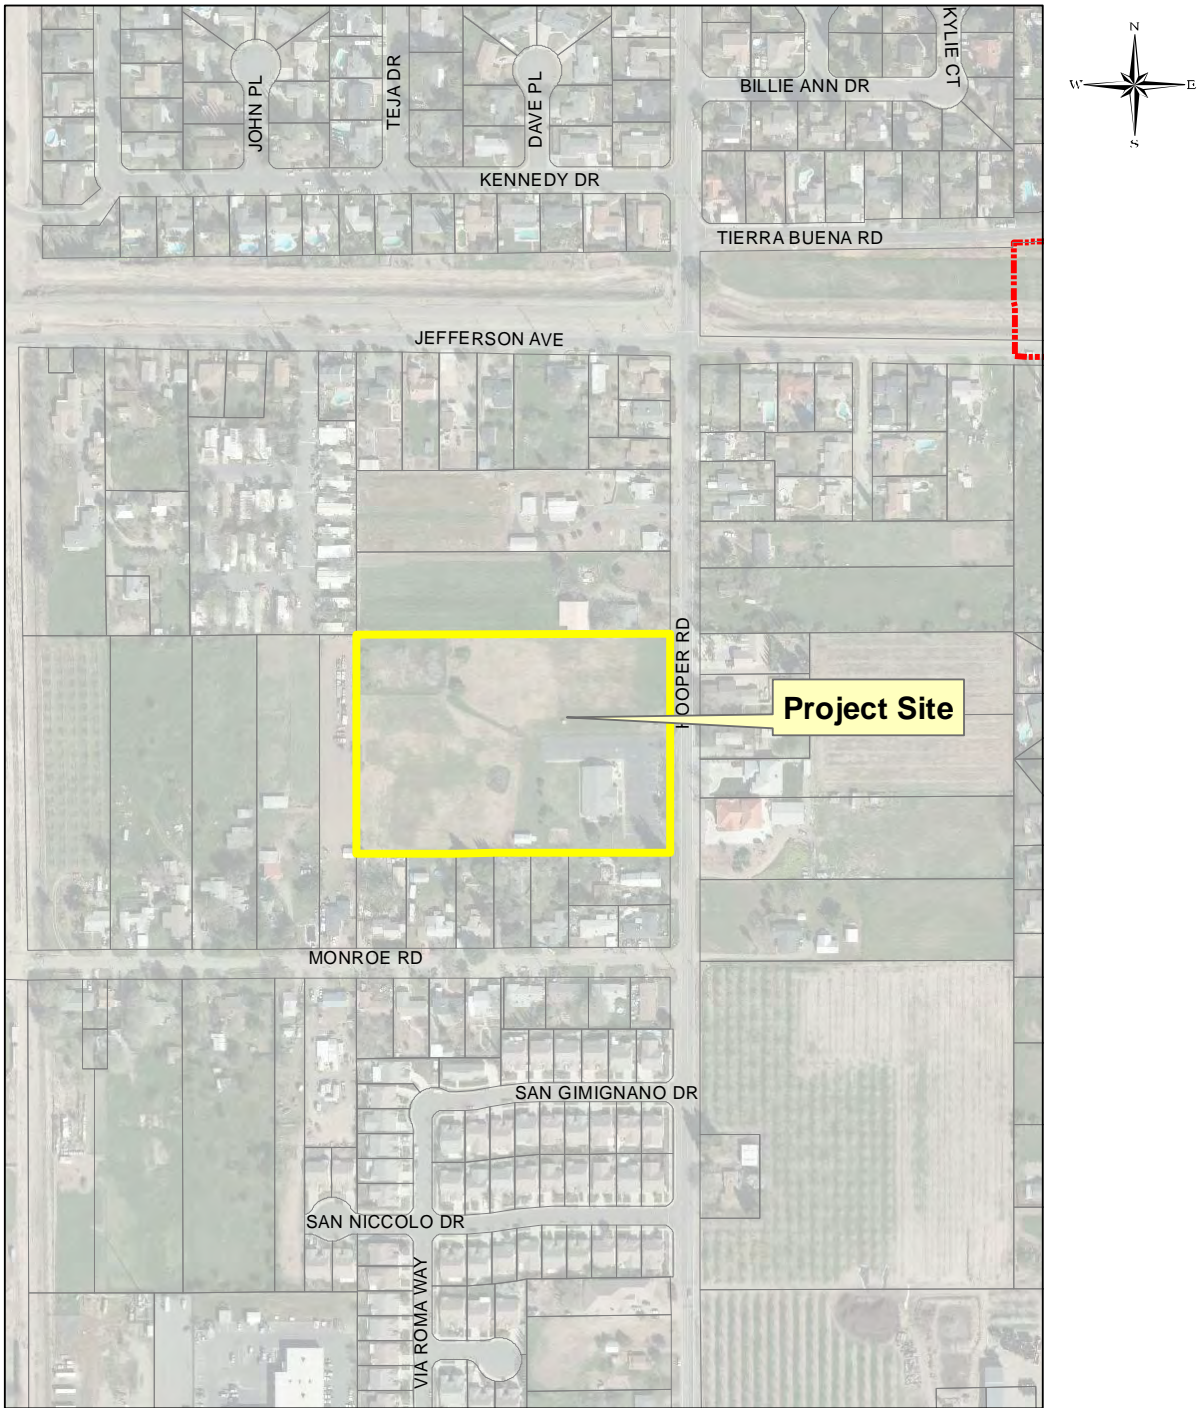 N
JOHN PL
TEJA DR
DAVE PL
KYLIE CT
BILLIE ANN DR
W
E
S
KENNEDY DR
TIERRA BUENA RD
JEFFERSON AVE
HOOPER RD
Project Site
MONROE RD
SAN GIMIGNANO DR
SAN NICCOLO DR
VIA ROMA WAY